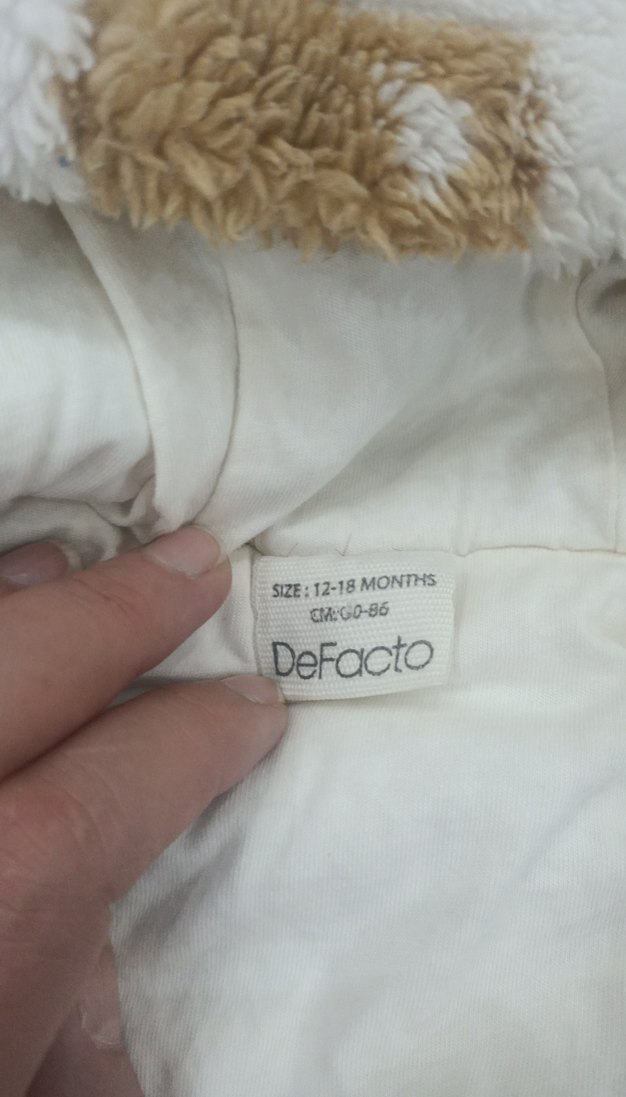 SIZE : 12-18 MONTHS
CM: 80-86
DeFacto